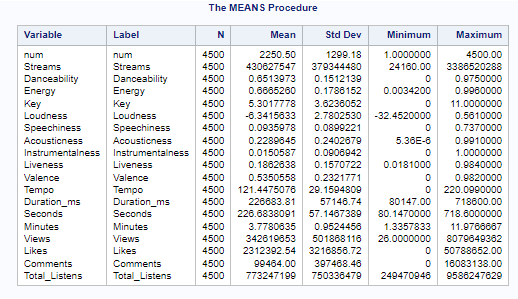 The MEANS Procedure
Variable Label N Mean Std Dev Minimum Maximum
num num 4500 2250.50 1299.18 1.0000000 4500.00
Streams Streams 4500 430627547 379344480 24160.00 3386520288
Danceability Danceability 4500 0.6513973 0.1512139 0 0.9750000
Energy Energy 4500 0.6665260 0.1786152 0.0034200 0.9960000
Key Key 4500 5.3017778 3.6236052 0 11.0000000
Loudness Loudness 4500 -6.3415633 2.7802530 -32.4520000 0.5610000
Speechiness Speechiness 4500 0.0935978 0.0899221 0 0.7370000
Acousticness Acousticness 4500 0.2289645 0.2402679 5.36E-6 0.9910000
Instrumentalness Instrumentalness 4500 0.0150587 0.0906942 0 1.0000000
Liveness Liveness 4500 0.1862638 0.1570722 0.0181000 0.9840000
Valence Valence 4500 0.5350558 0.2321771 0 0.9820000
Tempo Tempo 4500 121.4475076 29.1594809 0 220.0990000
Duration_ms Duration_ms 4500 226683.81 57146.74 80147.00 718600.00
Seconds Seconds 4500 226.6838091 57.1467389 80.1470000 718.6000000
Minutes Minutes 4500 3.7780635 0.9524456 1.3357833 11.9766667
Views Views 4500 342619653 501868116 26.0000000 8079649362
Likes Likes 4500 2312392.54 3216856.72 0 50788652.00
Comments Comments 4500 99464.00 397468.46 0 16083138.00
Total_Listens Total_Listens 4500 773247199 750336479 249470946 9586247629